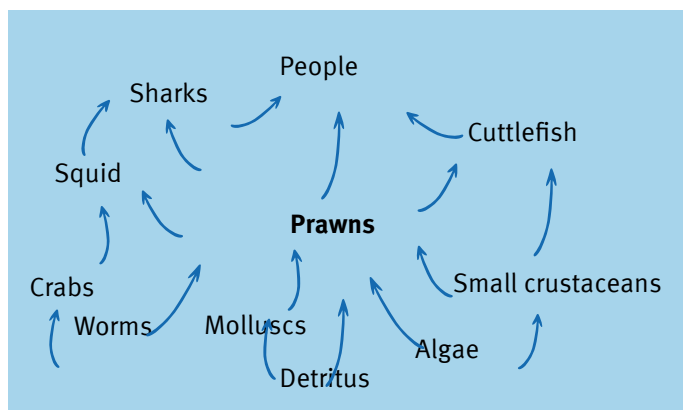 People
Sharks
Cuttlefish
Squid
Prawns
Small crustaceans
Crabs
Worms
Molluscs
Algae
Detritus